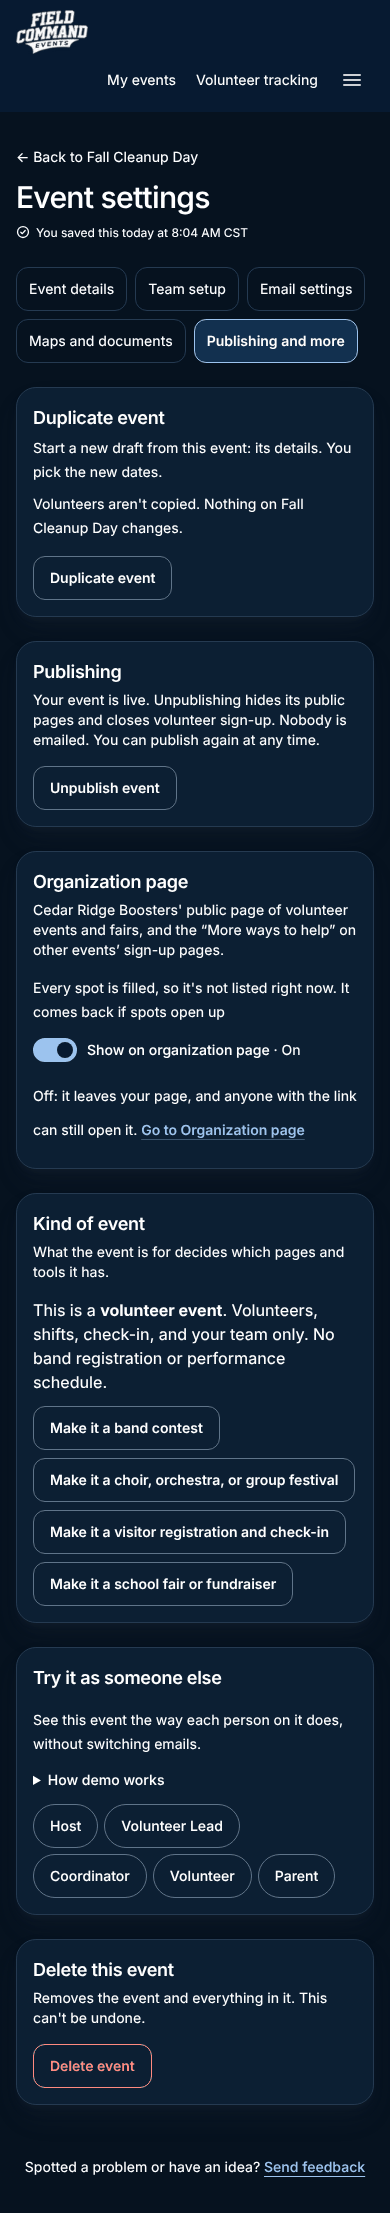 FIELD
COMMAND
EVENTS
My events
Volunteer tracking
← Back to Fall Cleanup Day
Event settings
You saved this today at 8:04 AM CST
Event details
Team setup
Email settings
Maps and documents
Publishing and more
Duplicate event
Start a new draft from this event: its details. You
pick the new dates.
Volunteers aren't copied. Nothing on Fall
Cleanup Day changes.
Duplicate event
Publishing
Your event is live. Unpublishing hides its public
pages and closes volunteer sign-up. Nobody is
emailed. You can publish again at any time.
Unpublish event
Organization page
Cedar Ridge Boosters' public page of volunteer
events and fairs, and the “More ways to help” on
other events’ sign-up pages.
Every spot is filled, so it's not listed right now. It
comes back if spots open up
Show on organization page · On
Off: it leaves your page, and anyone with the link
can still open it. Go to Organization page
Kind of event
What the event is for decides which pages and
tools it has.
This is a volunteer event. Volunteers,
shifts, check-in, and your team only. No
band registration or performance
schedule.
Make it a band contest
Make it a choir, orchestra, or group festival
Make it a visitor registration and check-in
Make it a school fair or fundraiser
Try it as someone else
See this event the way each person on it does,
without switching emails.
▶ How demo works
Host
Volunteer Lead
Coordinator
Volunteer
Parent
Delete this event
Removes the event and everything in it. This
can't be undone.
Delete event
Spotted a problem or have an idea? Send feedback